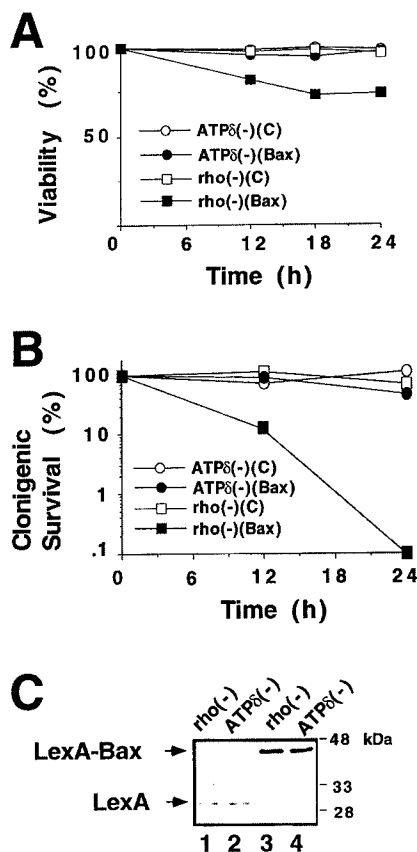 A
Viability (%)
100
50
ATPδ(-)(C)
ATPδ(-)(Bax)
rho(-)(C)
rho(-)(Bax)
0 6 12 18 24
Time (h)
B
Clonigenic Survival (%)
100
10
1
.1
ATPδ(-)(C)
ATPδ(-)(Bax)
rho(-)(C)
rho(-)(Bax)
0 6 12 18 24
Time (h)
C
rho(-) ATPδ(-) rho(-) ATPδ(-)
LexA-Bax
LexA
48 kDa
33
28
1 2 3 4